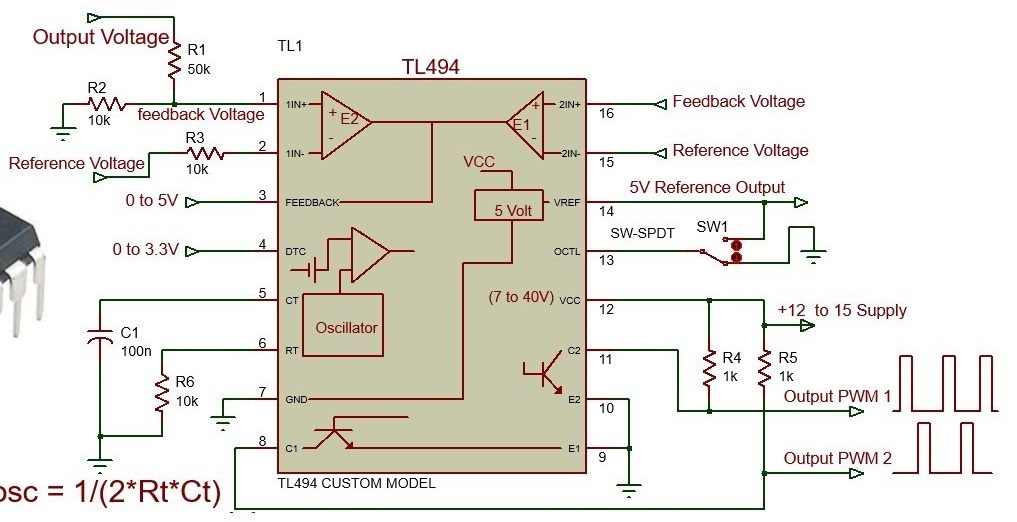 Output Voltage
R1
50k
TL1
TL494
R2
10k
feedback Voltage
1
1IN+
+
E2
-
R3
10k
Reference Voltage
2
1IN-
0 to 5V
3
FEEDBACK
0 to 3.3V
4
DTC
5
CT
Oscillator
C1
100n
6
RT
R6
10k
7
GND
8
C1
TL494 CUSTOM MODEL
osc = 1/(2*Rt*Ct)
+
E1
-
2IN+
16
Feedback Voltage
2IN-
15
Reference Voltage
VCC
5 Volt
VREF
14
5V Reference Output
OCTL
13
SW-SPDT
SW1
(7 to 40V)
VCC
12
+12 to 15 Supply
C2
11
R4
1k
R5
1k
E2
10
E1
9
Output PWM 1
Output PWM 2